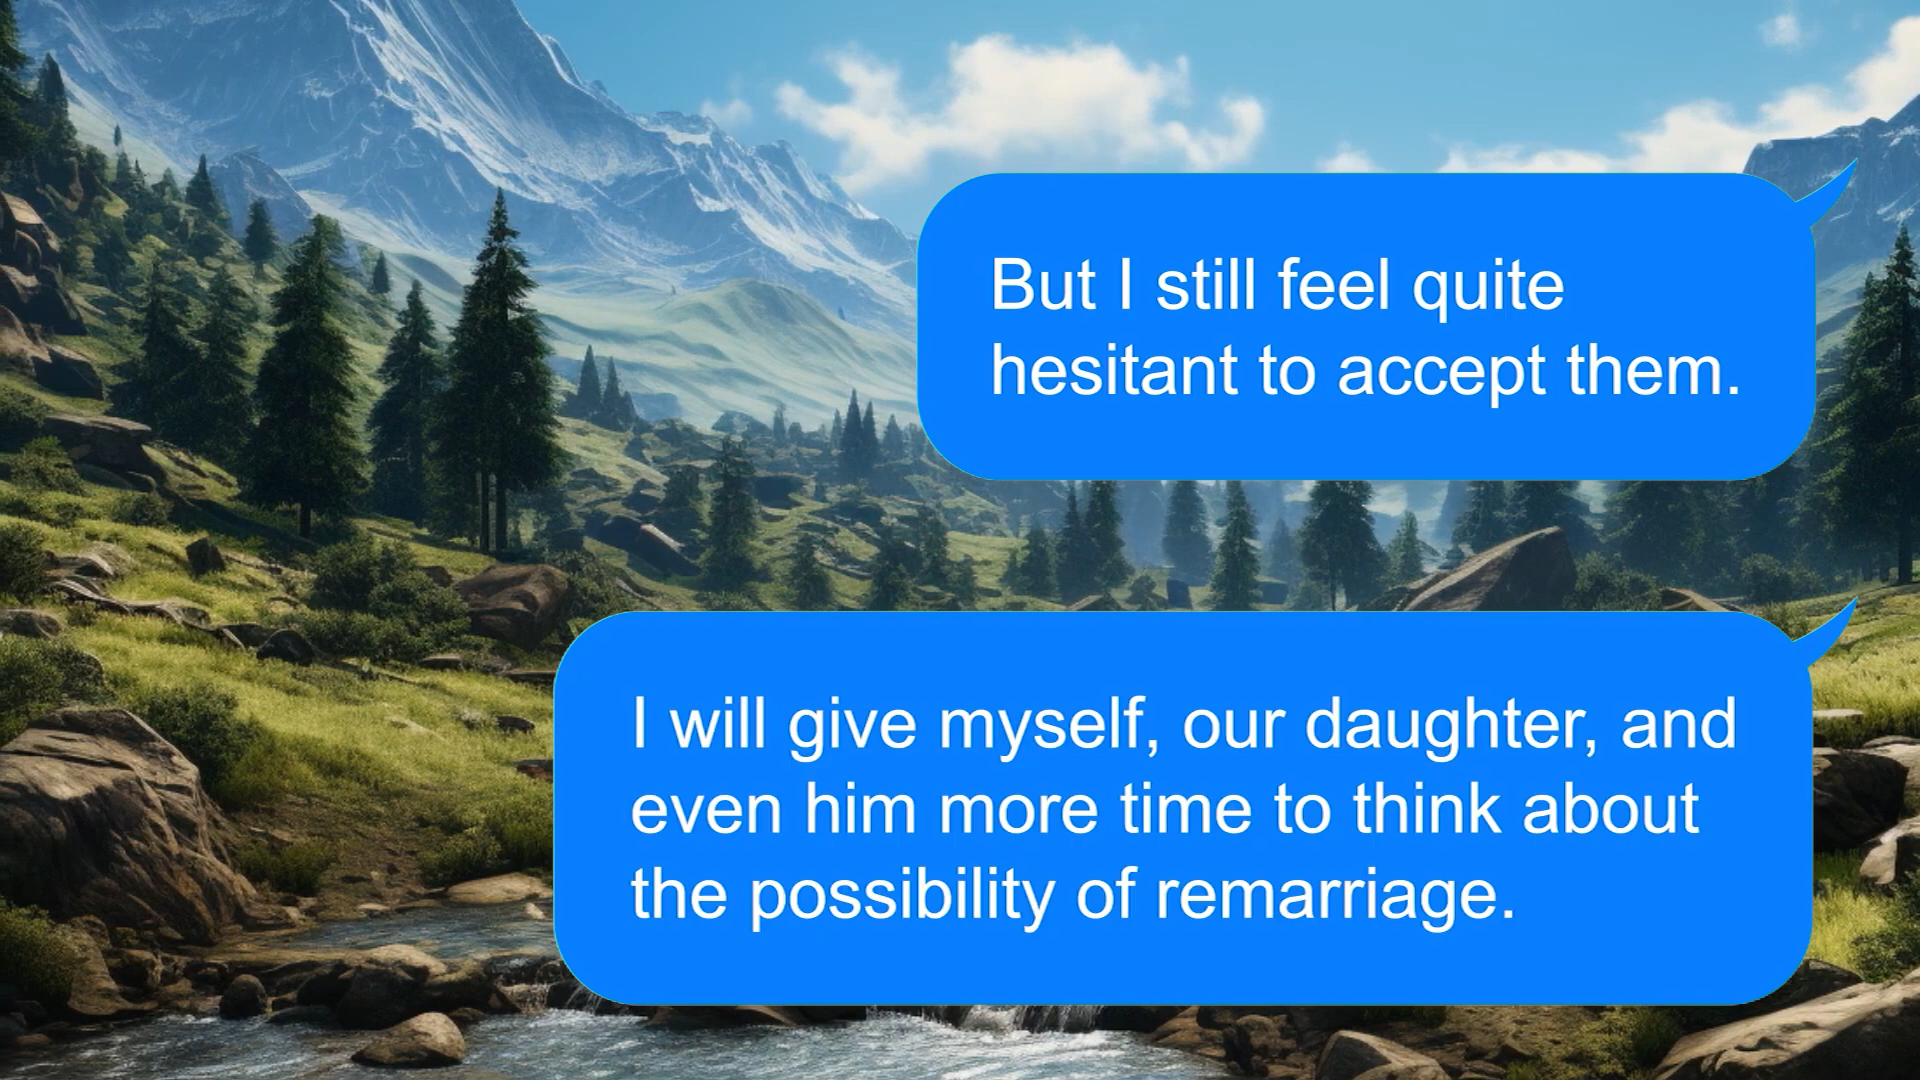 But I still feel quite
hesitant to accept them.
I will give myself, our daughter, and
even him more time to think about
the possibility of remarriage.